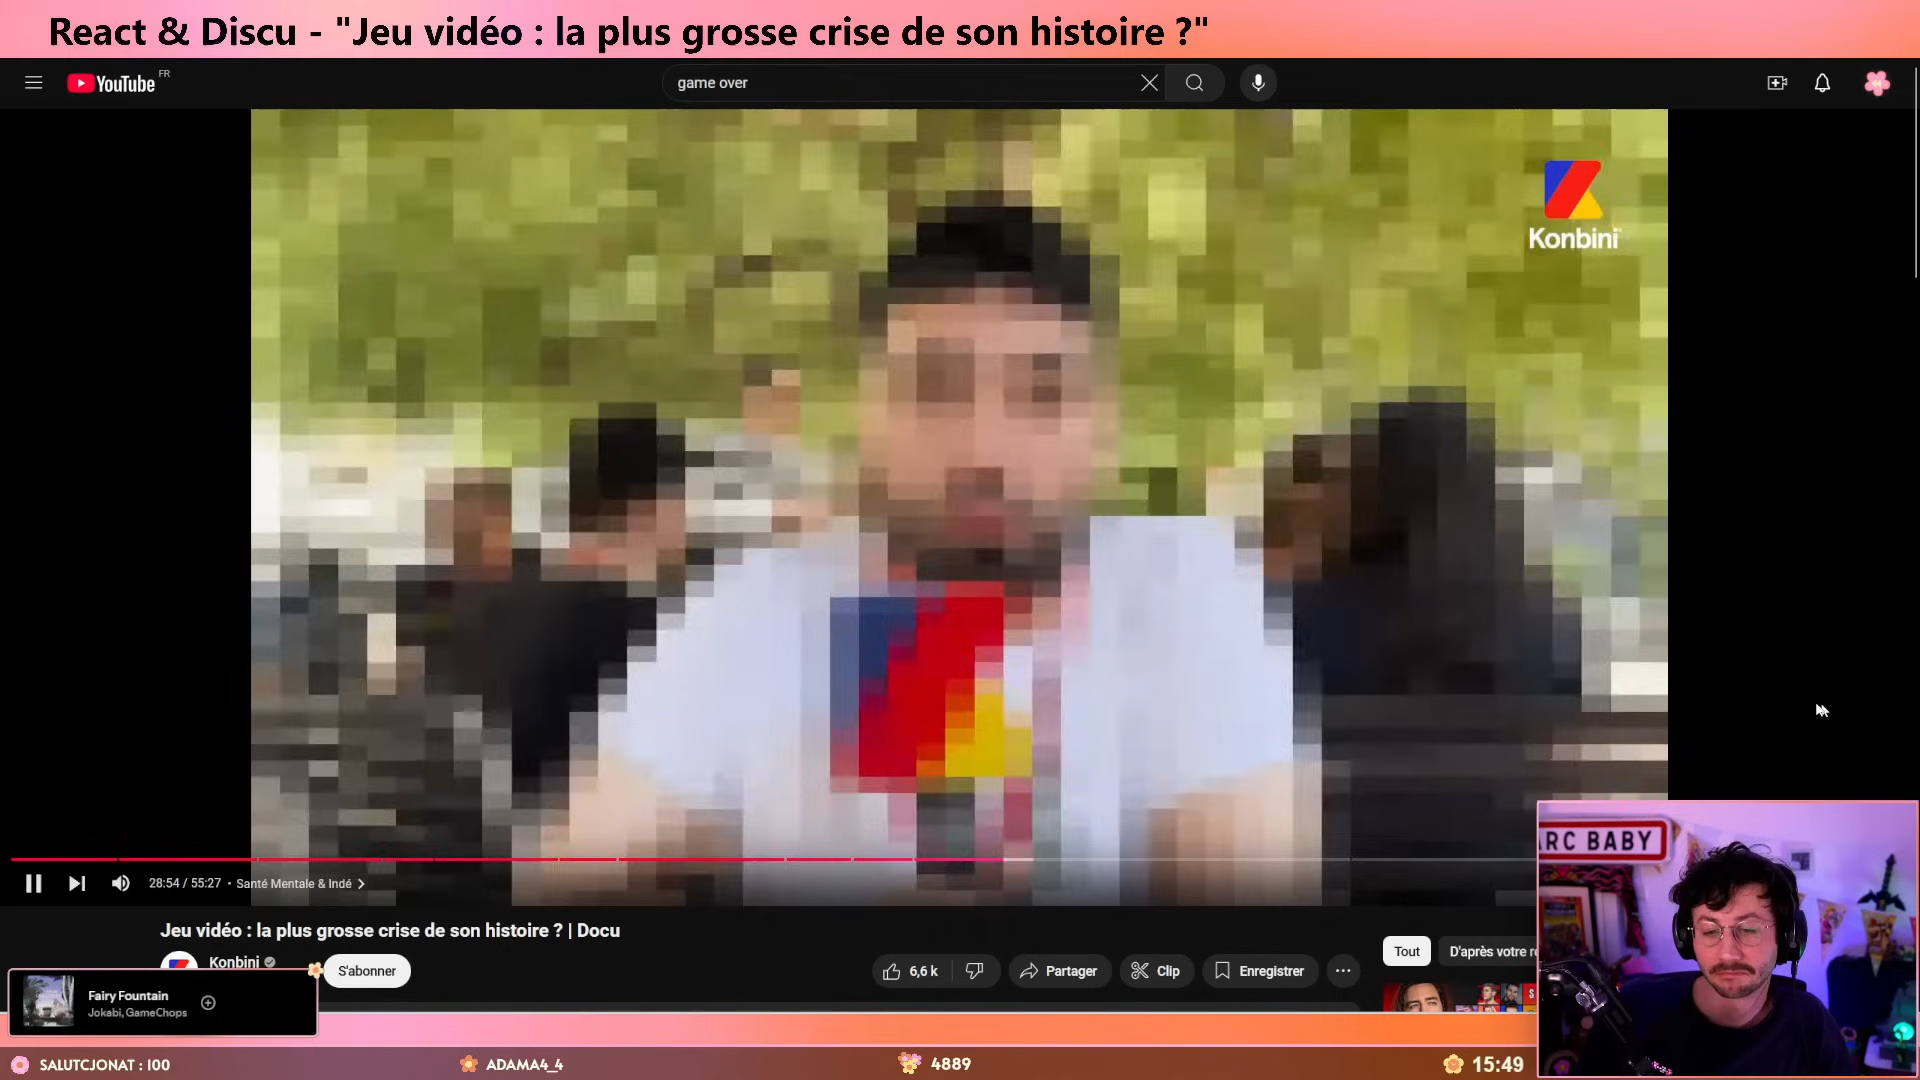 React & Discu - "Jeu vidéo : la plus grosse crise de son histoire ?"
YouTube FR
game over
Konbini
28:54 / 55:27 • Santé Mentale & Indé
Jeu vidéo : la plus grosse crise de son histoire ? | Docu
Konbini
S'abonner
6,6 k
Partager
Clip
Enregistrer
Tout
D'après votre
Fairy Fountain
Jokabi, GameChops
RC BABY
SALUTCJONAT : 100
ADAMA4_4
4889
15:49